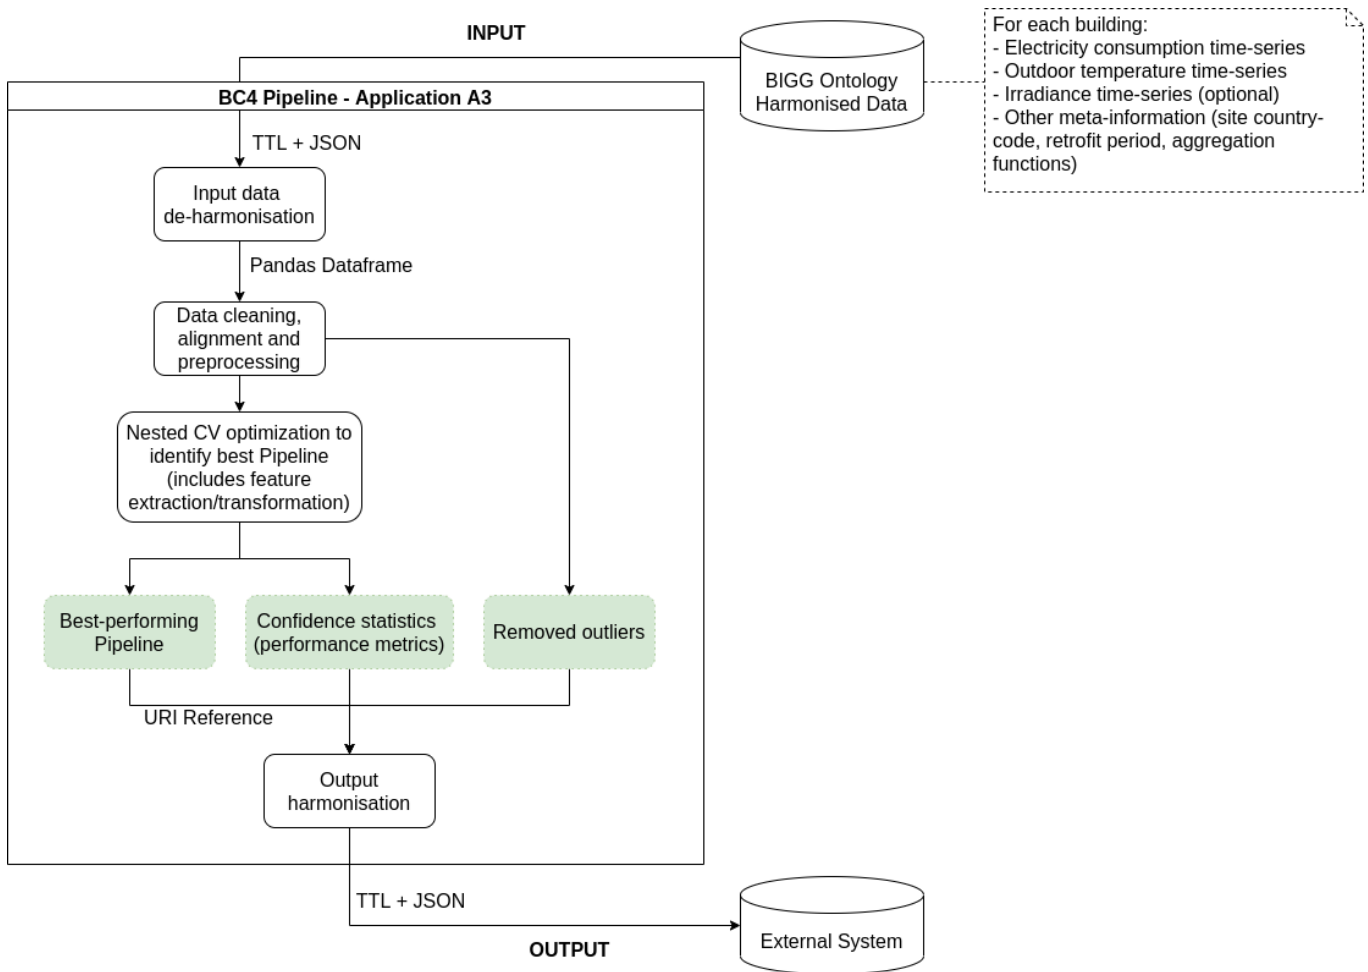 INPUT
BIGG Ontology
Harmonised Data
For each building:
- Electricity consumption time-series
- Outdoor temperature time-series
- Irradiance time-series (optional)
- Other meta-information (site country-
code, retrofit period, aggregation
functions)
BC4 Pipeline - Application A3
TTL + JSON
Input data
de-harmonisation
Pandas Dataframe
Data cleaning,
alignment and
preprocessing
Nested CV optimization to
identify best Pipeline
(includes feature
extraction/transformation)
Best-performing
Pipeline
Confidence statistics
(performance metrics)
Removed outliers
URI Reference
Output
harmonisation
TTL + JSON
OUTPUT
External System